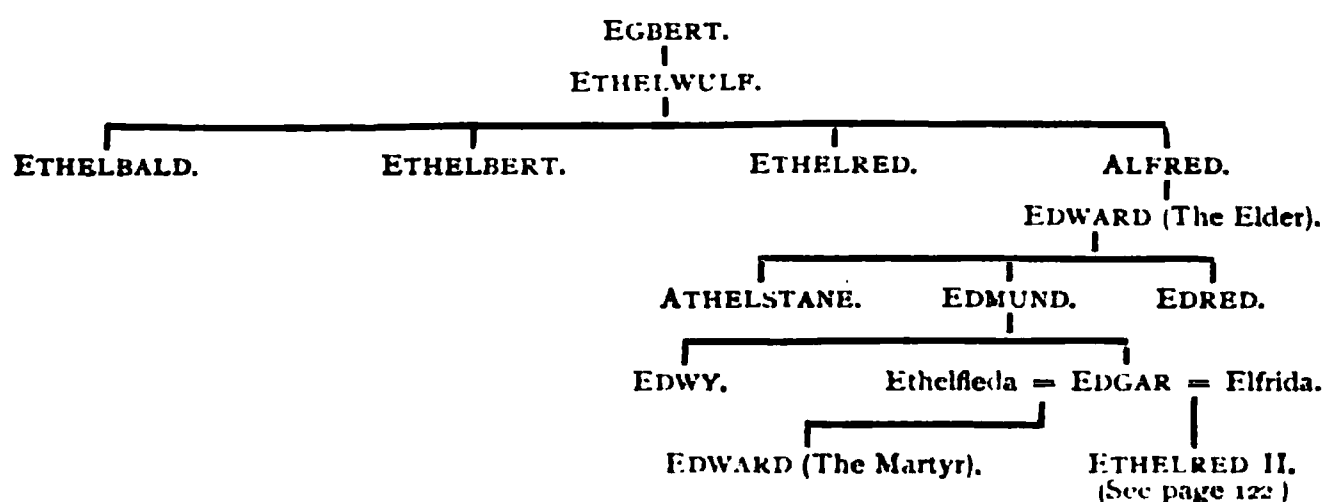 EGBERT.
ETHELWULF.
ETHELBALD. ETHELBERT. ETHELRED. ALFRED.
EDWARD (The Elder).
ATHELSTANE. EDMUND. EDRED.
EDWY. Ethelfleda = EDGAR = Elfrida.
EDWARD (The Martyr). ETHELRED II.
(See page 122)